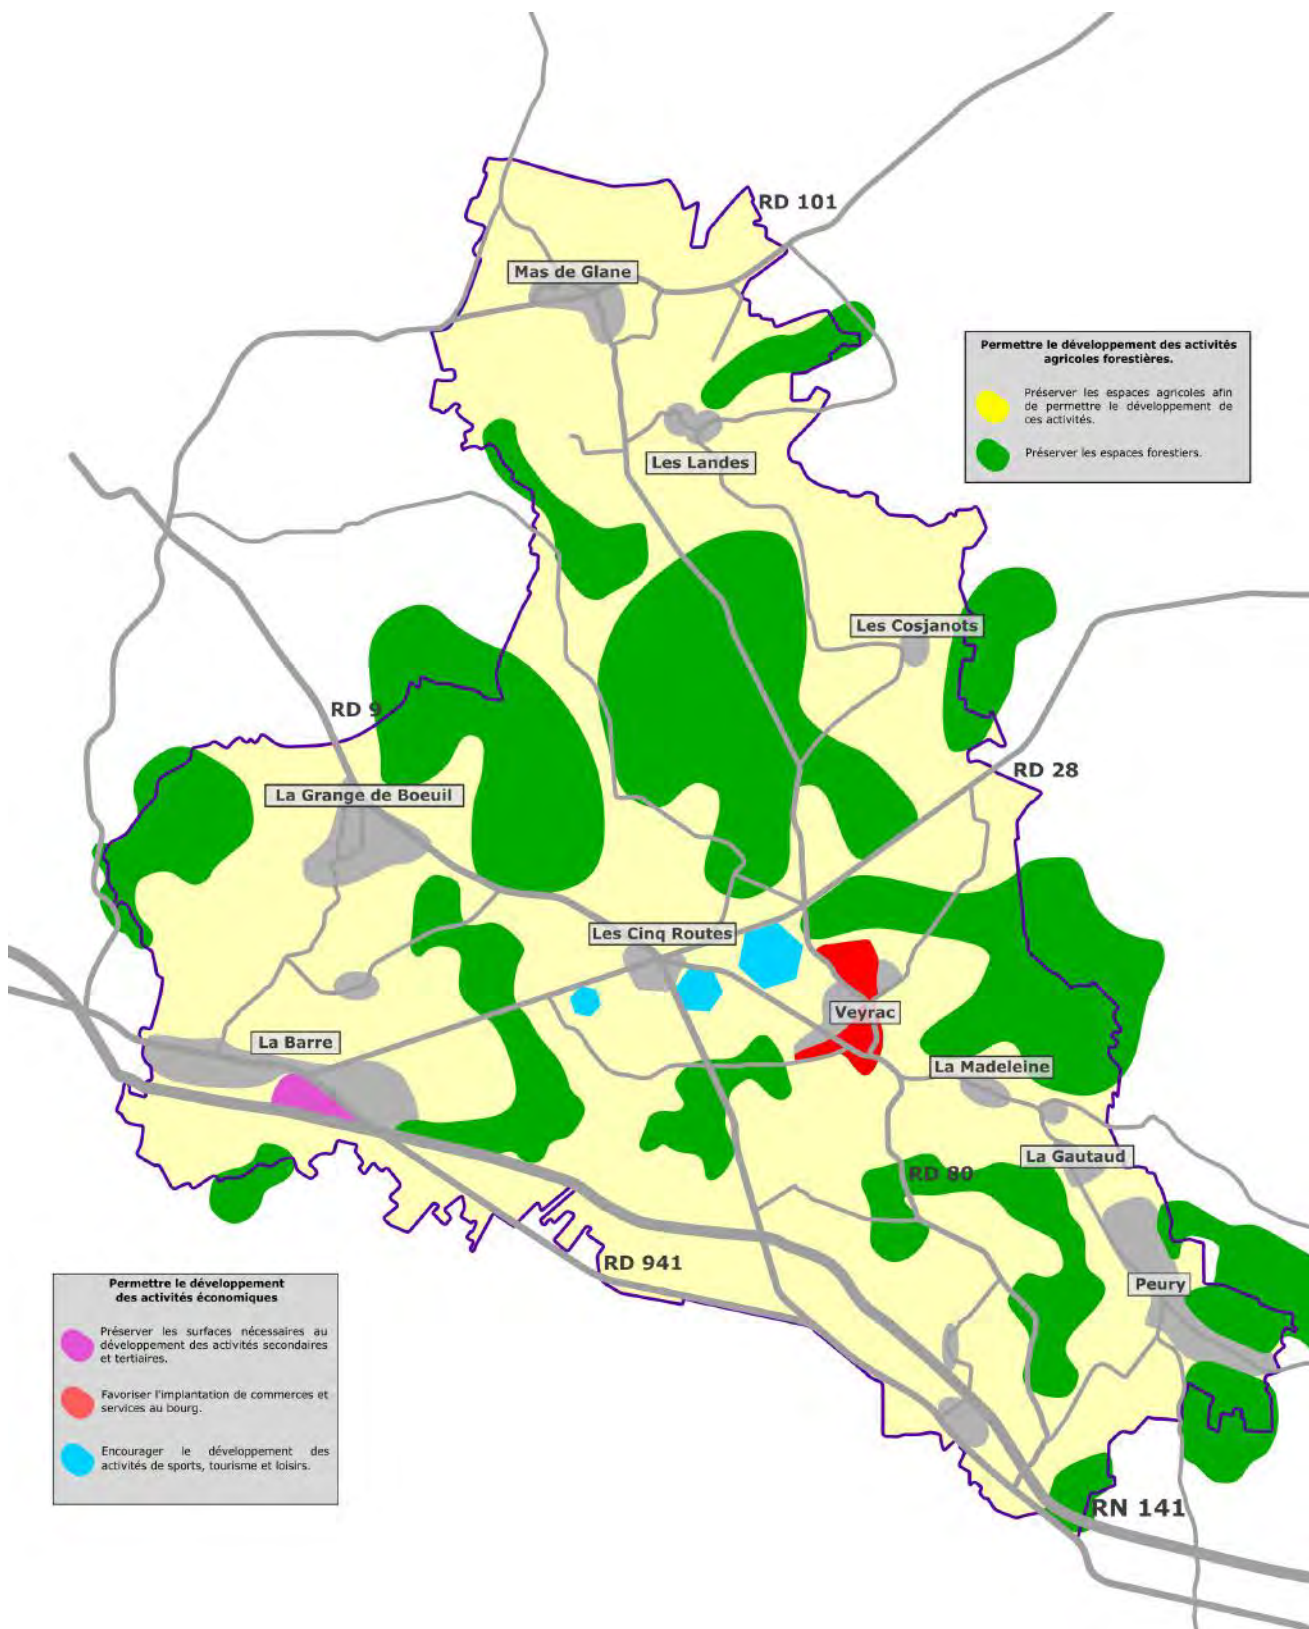 RD 101
Mas de Glane
Permettre le développement des activités
agricoles forestières.
Préserver les espaces agricoles afin
de permettre le développement de
ces activités.
Préserver les espaces forestiers.
Les Landes
Les Cosjanots
RD 9
RD 28
La Grange de Boeuil
Les Cinq Routes
Veyrac
La Barre
La Madeleine
La Gautaud
RD 80
RD 941
Peury
Permettre le développement
des activités économiques
Préserver les surfaces nécessaires au
développement des activités secondaires
et tertiaires.
Favoriser l'implantation de commerces et
services au bourg.
Encourager le développement des
activités de sports, tourisme et loisirs.
RN 141